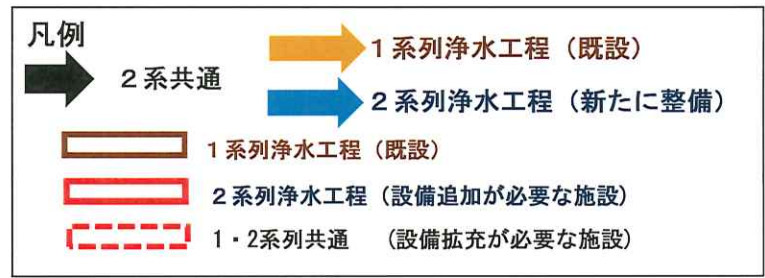 凡例
2系共通
1系列浄水工程（既設）
2系列浄水工程（新たに整備）
1系列浄水工程（既設）
2系列浄水工程（設備追加が必要な施設）
1・2系列共通 （設備拡充が必要な施設）